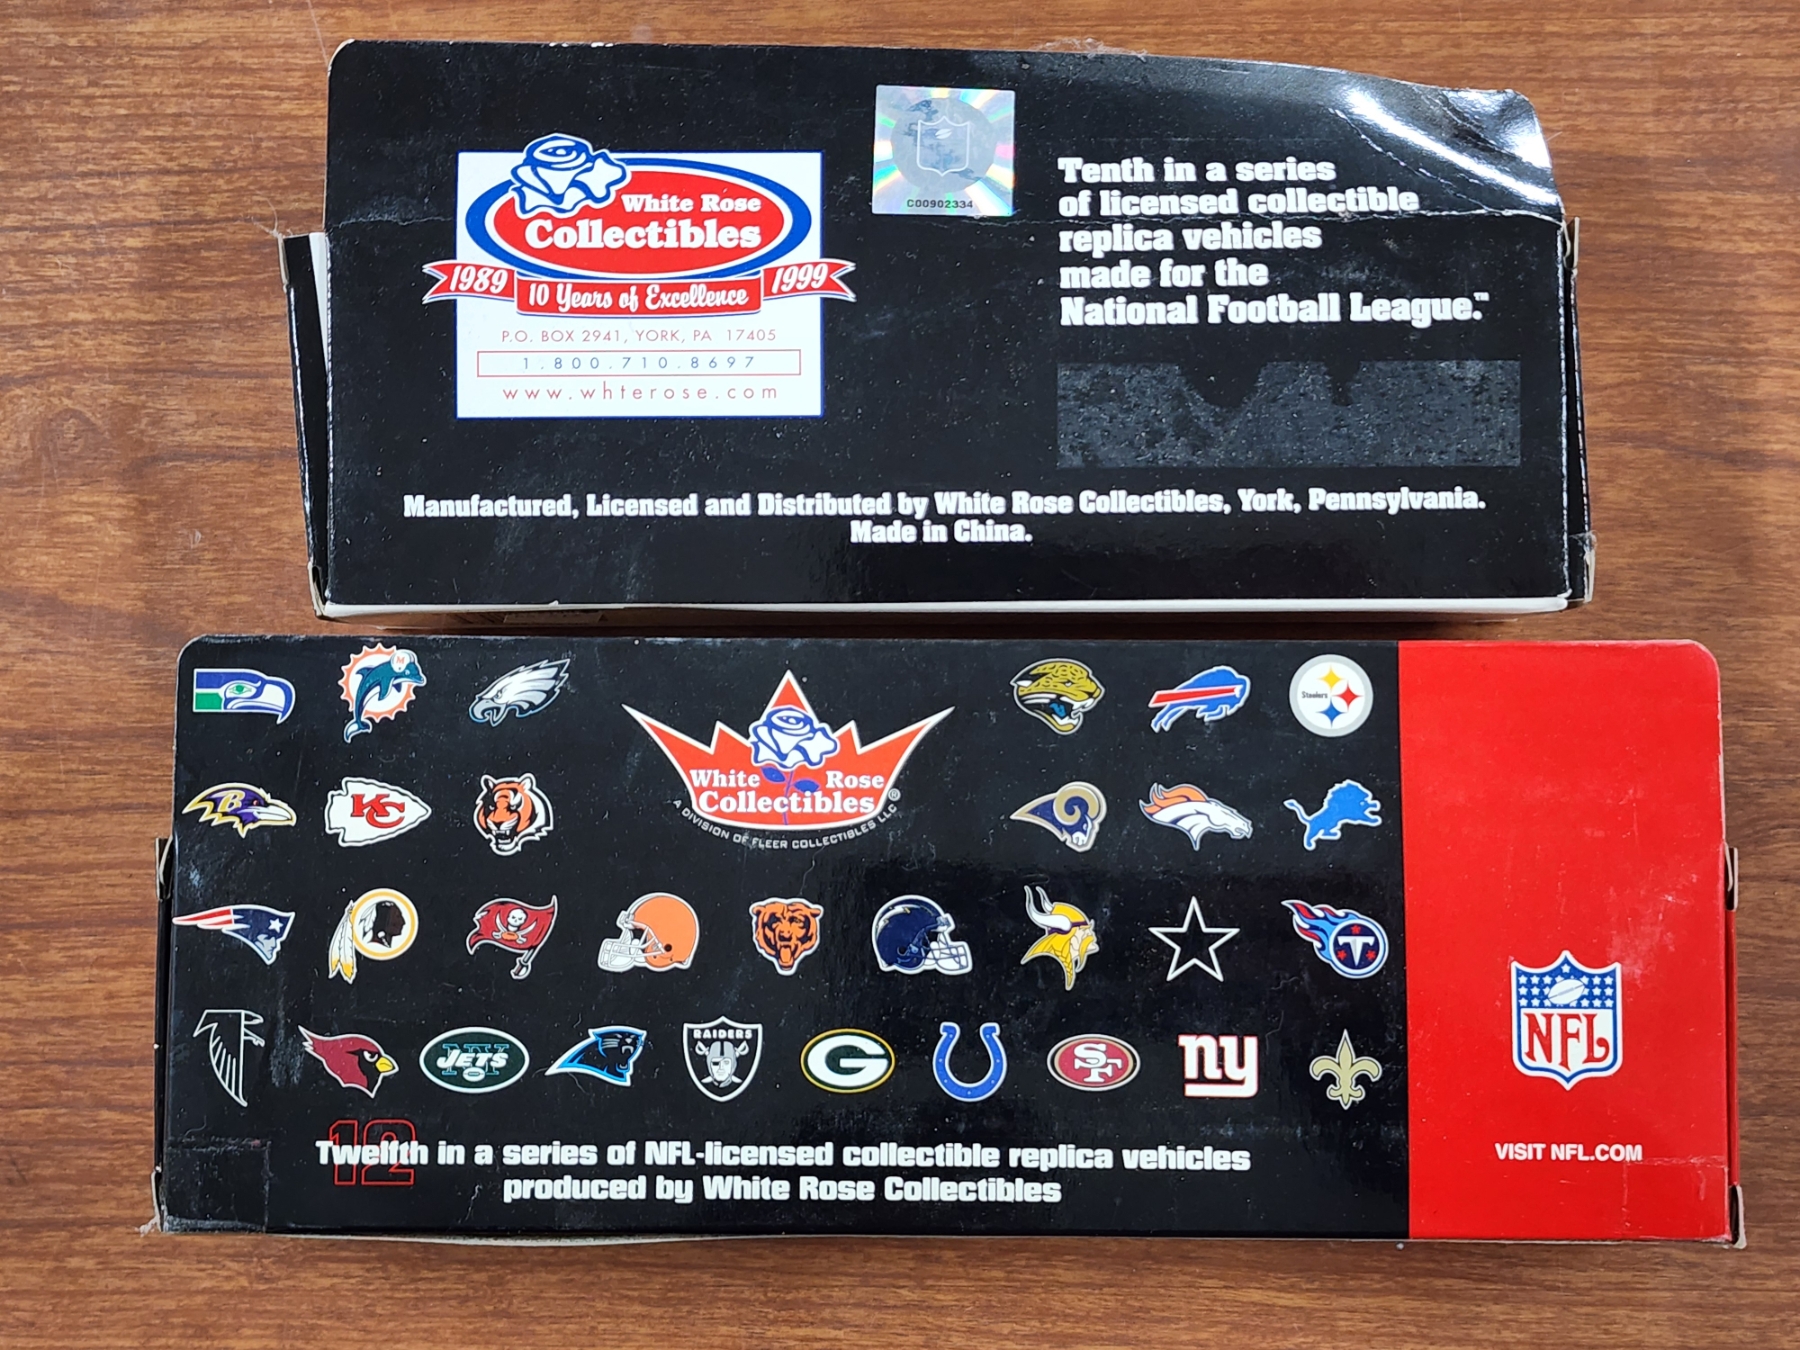 White Rose
Collectibles
1989 1999
10 Years of Excellence
P.O. BOX 2941, YORK, PA 17405
1.800.710.8697
www.whterose.com
C00902334
Tenth in a series
of licensed collectible
replica vehicles
made for the
National Football League.™
Manufactured, Licensed and Distributed by White Rose Collectibles, York, Pennsylvania.
Made in China.
M
White Rose
Collectibles®
A DIVISION OF FLEER COLLECTIBLES LLC
Steelers
B
KC
T
JETS
NY
RAIDERS
G
SF
ny
NFL
VISIT NFL.COM
12
Twelfth in a series of NFL-licensed collectible replica vehicles
produced by White Rose Collectibles